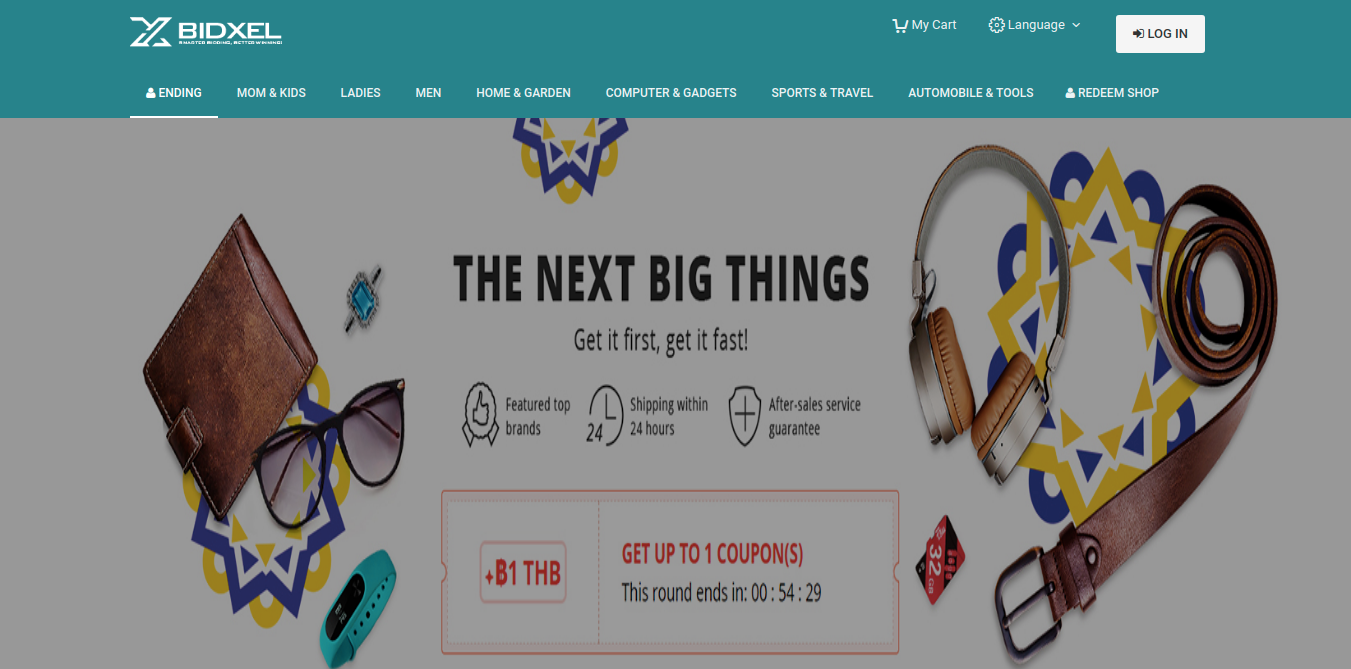 BIDXEL
SMARTER BIDDING, BETTER WINNING!
My Cart
Language
LOG IN
ENDING
MOM & KIDS
LADIES
MEN
HOME & GARDEN
COMPUTER & GADGETS
SPORTS & TRAVEL
AUTOMOBILE & TOOLS
REDEEM SHOP
THE NEXT BIG THINGS
Get it first, get it fast!
Featured top
brands
24
Shipping within
24 hours
After-sales service
guarantee
+฿1 THB
GET UP TO 1 COUPON(S)
This round ends in: 00 : 54 : 29
32
GB